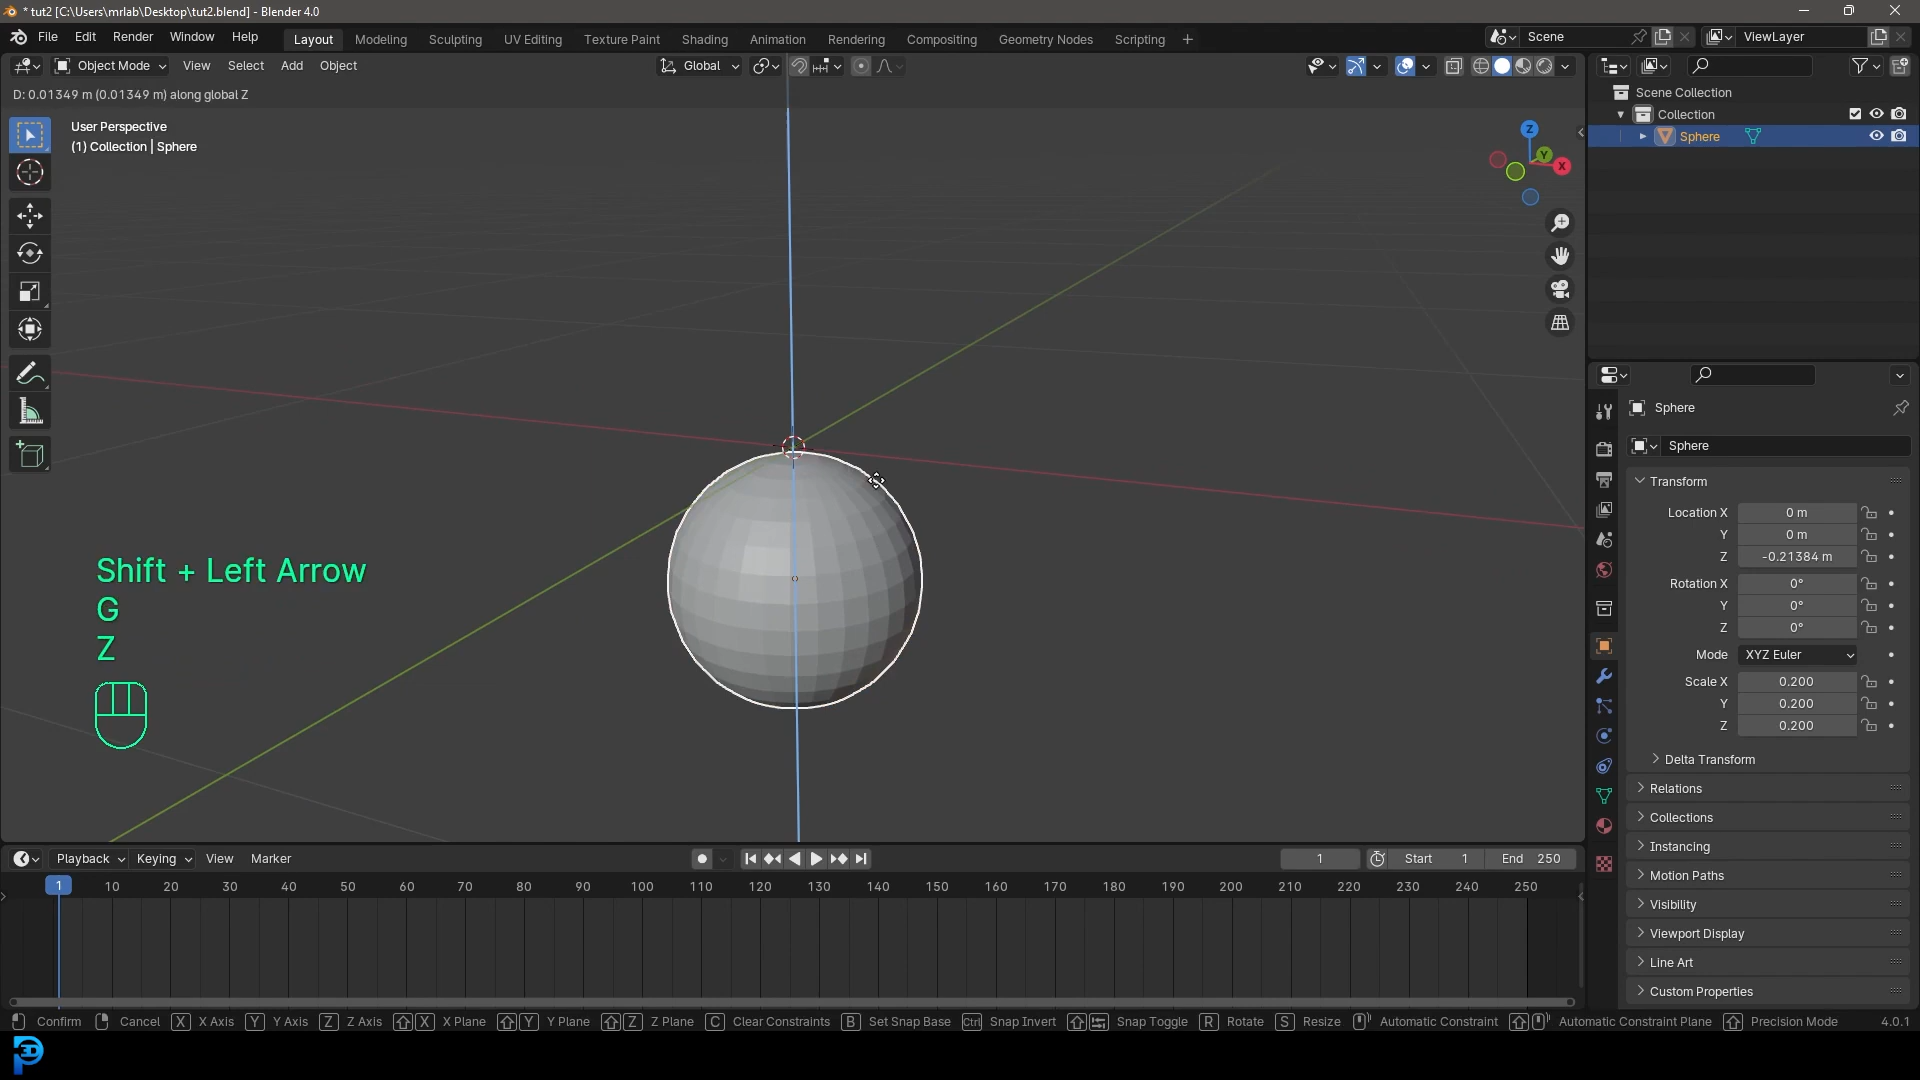 * tut2 [C:\Users\mrlab\Desktop\tut2.blend] - Blender 4.0
File Edit Render Window Help Layout Modeling Sculpting UV Editing Texture Paint Shading Animation Rendering Compositing Geometry Nodes Scripting + Scene ViewLayer
Object Mode View Select Add Object Global
D: 0.01349 m (0.01349 m) along global Z
User Perspective
(1) Collection | Sphere
Z
Y
X
Scene Collection
Collection
Sphere
Sphere
Sphere
Transform
Location X 0 m
Y 0 m
Z -0.21384 m
Rotation X 0°
Y 0°
Z 0°
Mode XYZ Euler
Scale X 0.200
Y 0.200
Z 0.200
Delta Transform
Relations
Collections
Instancing
Motion Paths
Visibility
Viewport Display
Line Art
Custom Properties
Shift + Left Arrow
G
Z
Playback Keying View Marker 1 Start 1 End 250
1 10 20 30 40 50 60 70 80 90 100 110 120 130 140 150 160 170 180 190 200 210 220 230 240 250
Confirm Cancel X X Axis Y Y Axis Z Z Axis X X Plane Y Y Plane Z Z Plane C Clear Constraints B Set Snap Base Ctrl Snap Invert Snap Toggle R Rotate S Resize Automatic Constraint Automatic Constraint Plane Precision Mode 4.0.1
3D